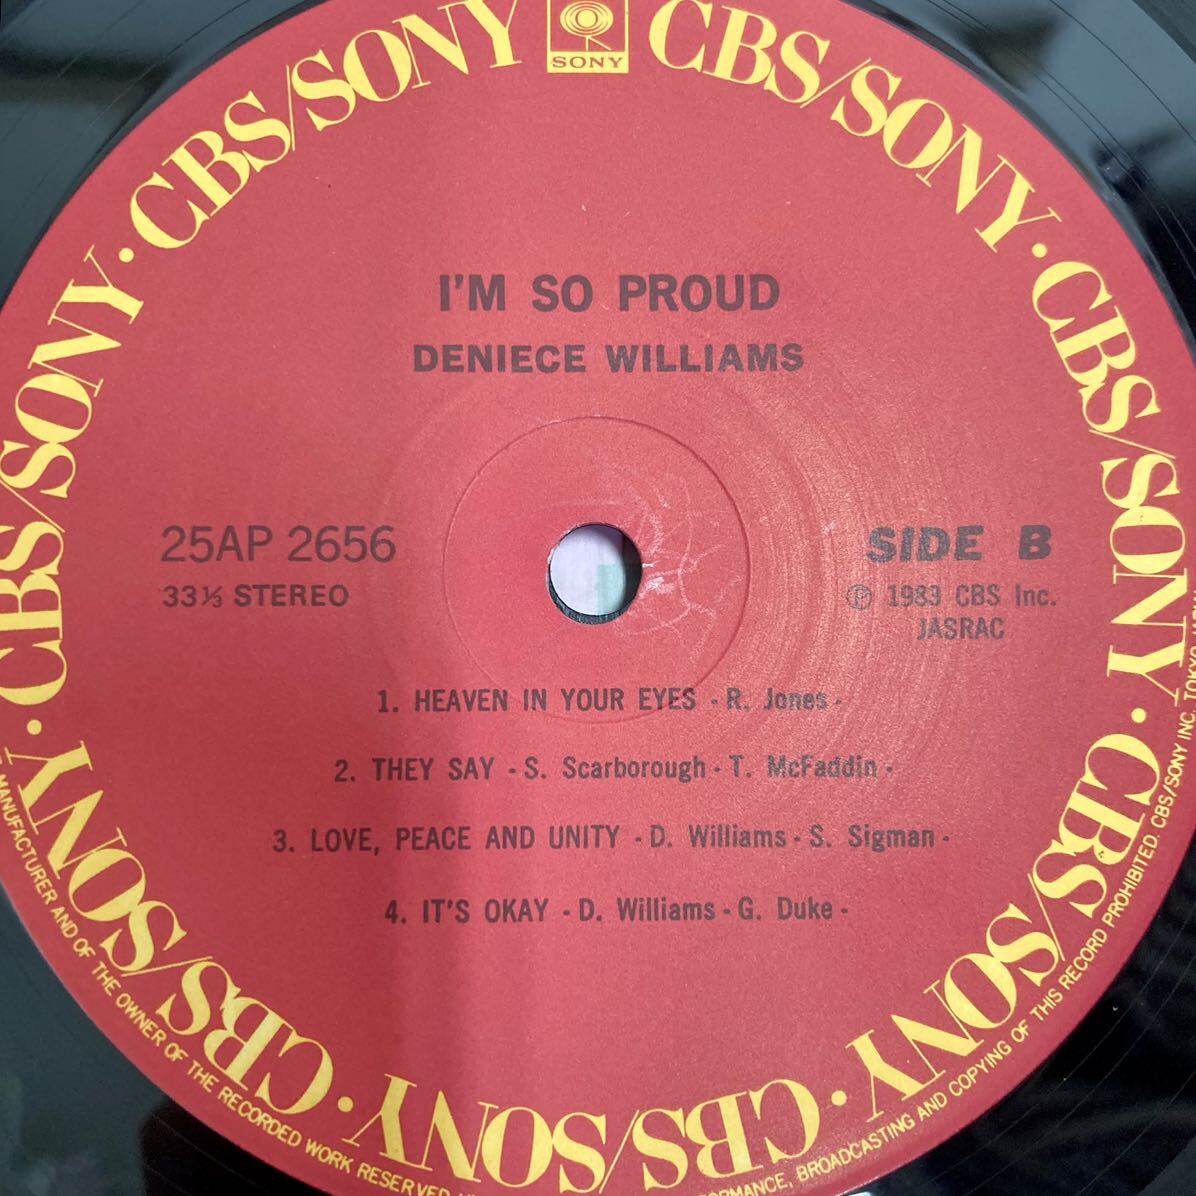 SONY
CBS/SONY · CBS/SONY · CBS/SONY · CBS/SONY · CBS/SONY · CBS/SONY · CBS/SONY · CBS/SONY
I'M SO PROUD
DENIECE WILLIAMS
25AP 2656
33⅓ STEREO
SIDE B
Ⓟ 1983 CBS Inc.
JASRAC
1. HEAVEN IN YOUR EYES - R. Jones -
2. THEY SAY - S. Scarborough - T. McFaddin -
3. LOVE, PEACE AND UNITY - D. Williams - S. Sigman -
4. IT'S OKAY - D. Williams - G. Duke -
MANUFACTURER AND OF THE OWNER OF THE RECORDED WORK RESERVED
BROADCASTING AND COPYING OF THIS RECORD PROHIBITED. CBS/SONY INC. TOKYO